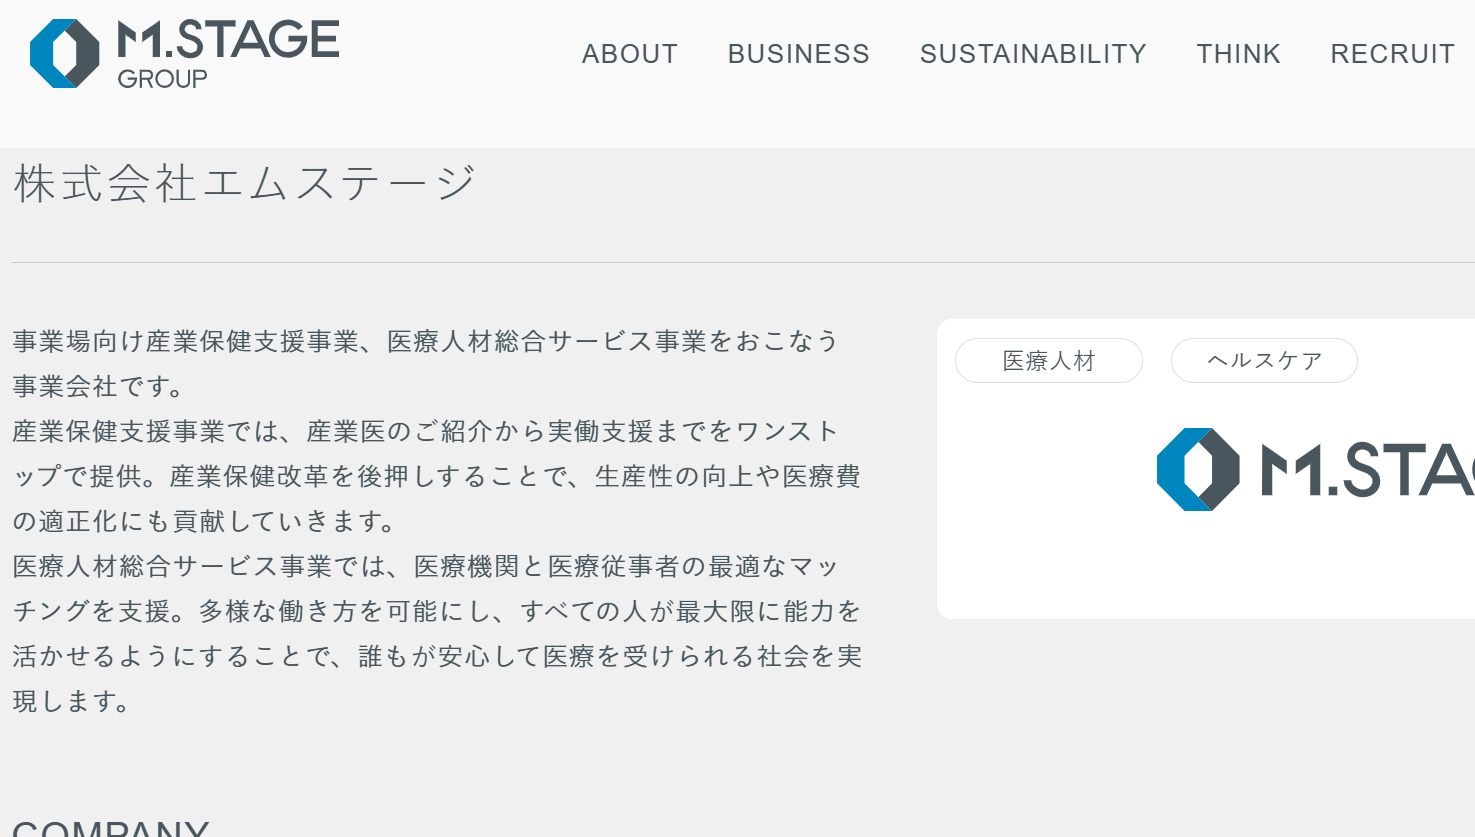 M.STAGE
GROUP
ABOUT BUSINESS SUSTAINABILITY THINK RECRUIT
株式会社エムステージ
事業場向け産業保健支援事業、医療人材総合サービス事業をおこなう
事業会社です。
産業保健支援事業では、産業医のご紹介から実働支援までをワンスト
ップで提供。産業保健改革を後押しすることで、生産性の向上や医療費
の適正化にも貢献していきます。
医療人材総合サービス事業では、医療機関と医療従事者の最適なマッ
チングを支援。多様な働き方を可能にし、すべての人が最大限に能力を
活かせるようにすることで、誰もが安心して医療を受けられる社会を実
現します。
医療人材 ヘルスケア
M.STAG
COMPANY